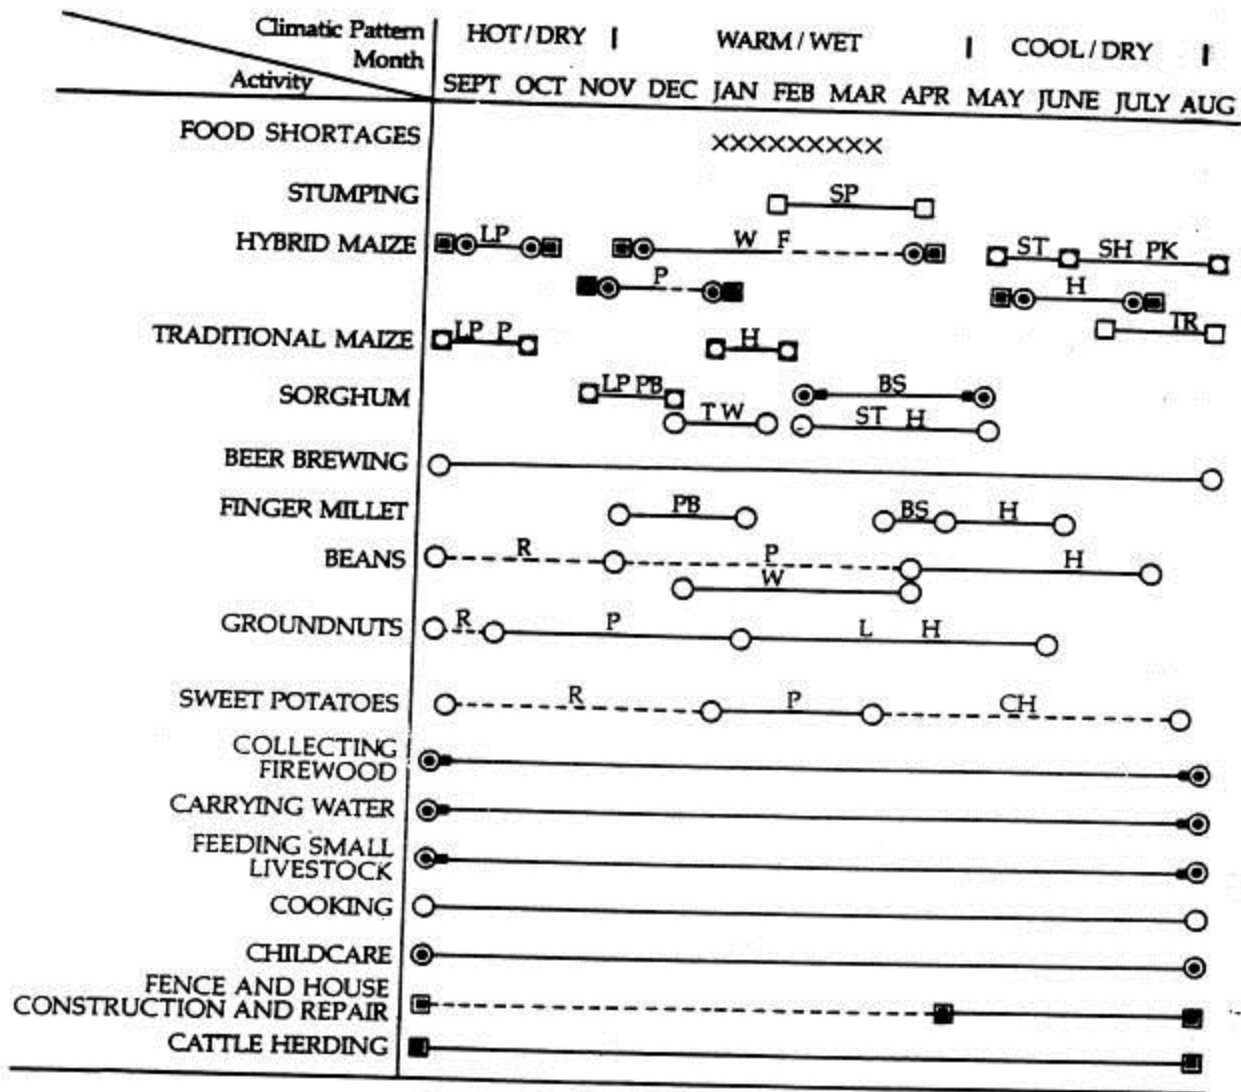 Climatic Pattern HOT / DRY WARM / WET COOL / DRY
Month
Activity SEPT OCT NOV DEC JAN FEB MAR APR MAY JUNE JULY AUG
FOOD SHORTAGES XXXXXXXXX
STUMPING SP
HYBRID MAIZE LP W F ST SH PK
P H
TR
TRADITIONAL MAIZE LP P H
SORGHUM LP PB BS
T W ST H
BEER BREWING
FINGER MILLET PB BS H
BEANS R P H
W
GROUNDNUTS R P L H
SWEET POTATOES R P CH
COLLECTING
FIREWOOD
CARRYING WATER
FEEDING SMALL
LIVESTOCK
COOKING
CHILDCARE
FENCE AND HOUSE
CONSTRUCTION AND REPAIR
CATTLE HERDING